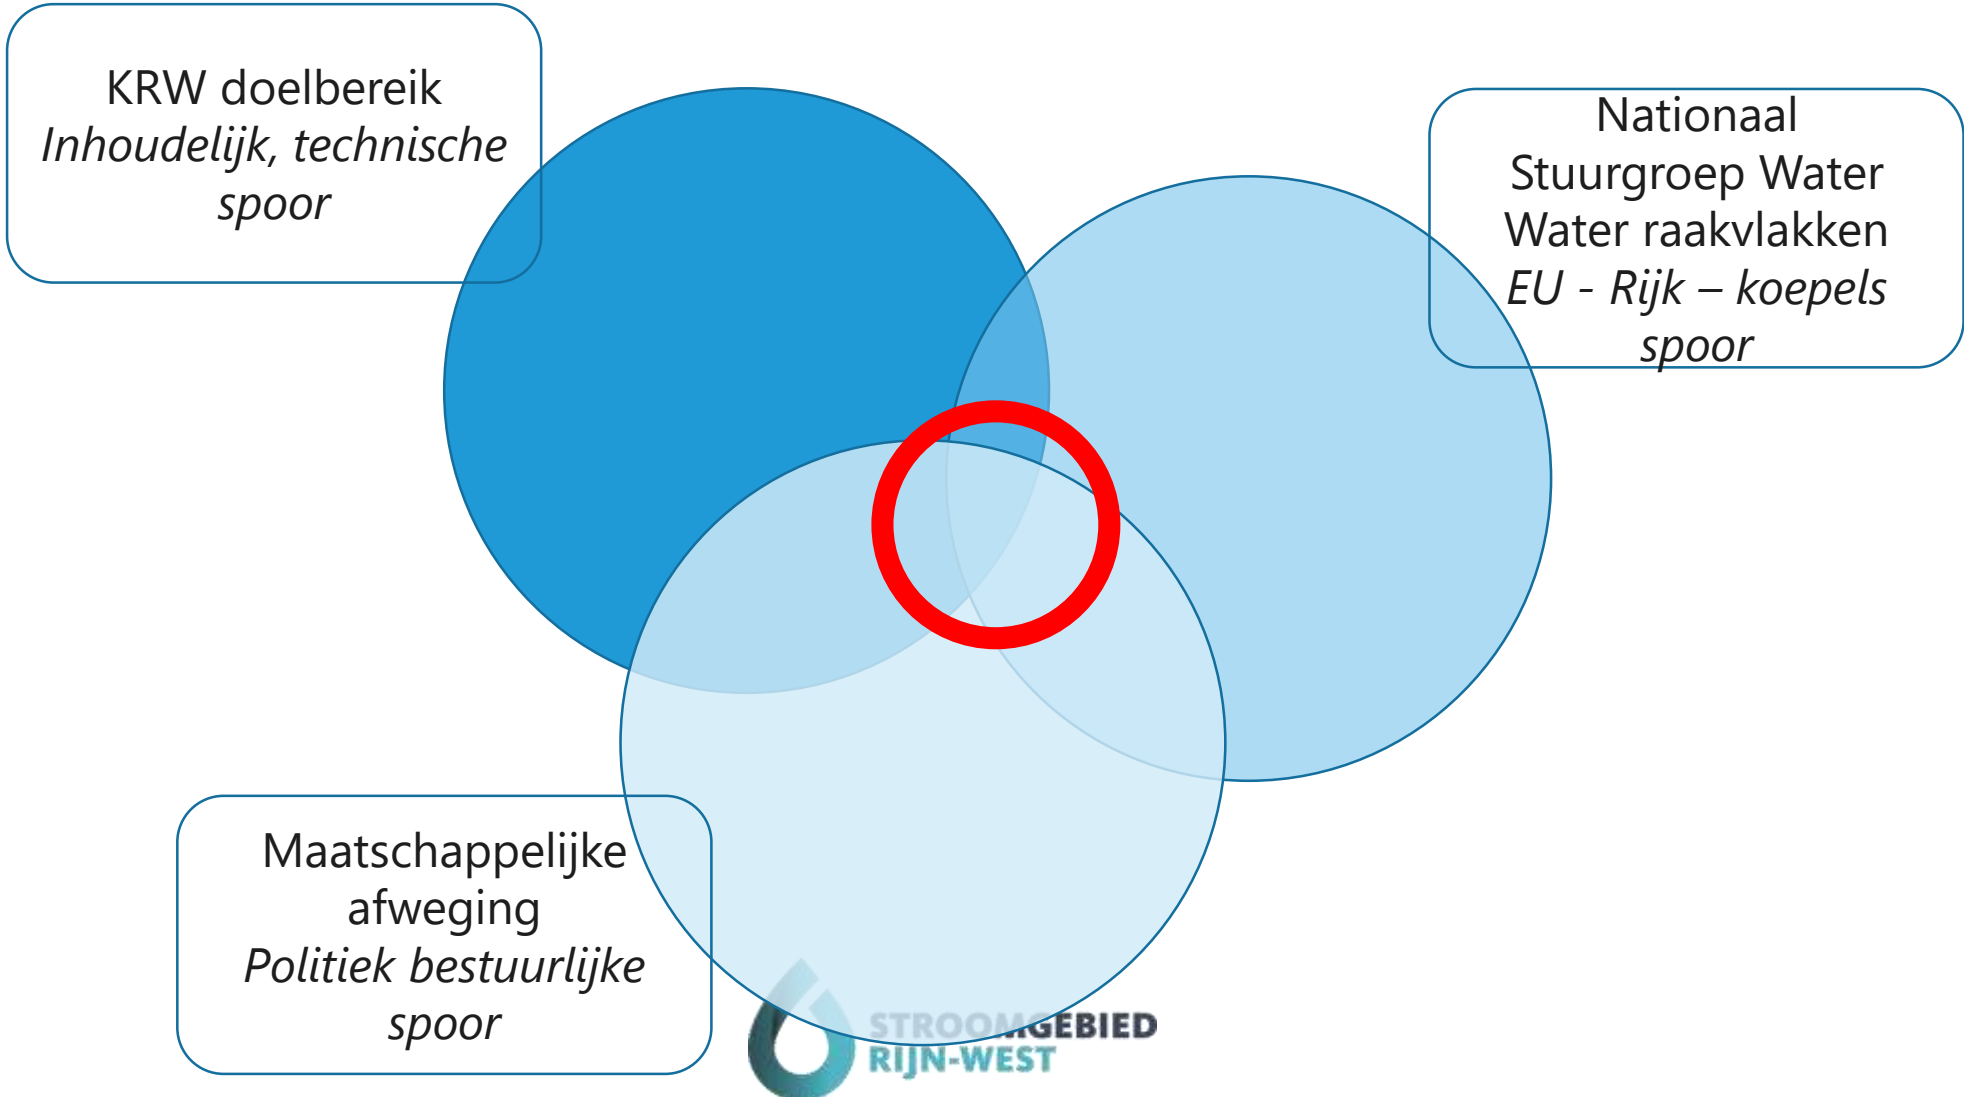 KRW doelbereik
Inhoudelijk, technische
spoor
Nationaal
Stuurgroep Water
Water raakvlakken
EU - Rijk – koepels
spoor
Maatschappelijke
afweging
Politiek bestuurlijke
spoor
STROOMGEBIED
RIJN-WEST